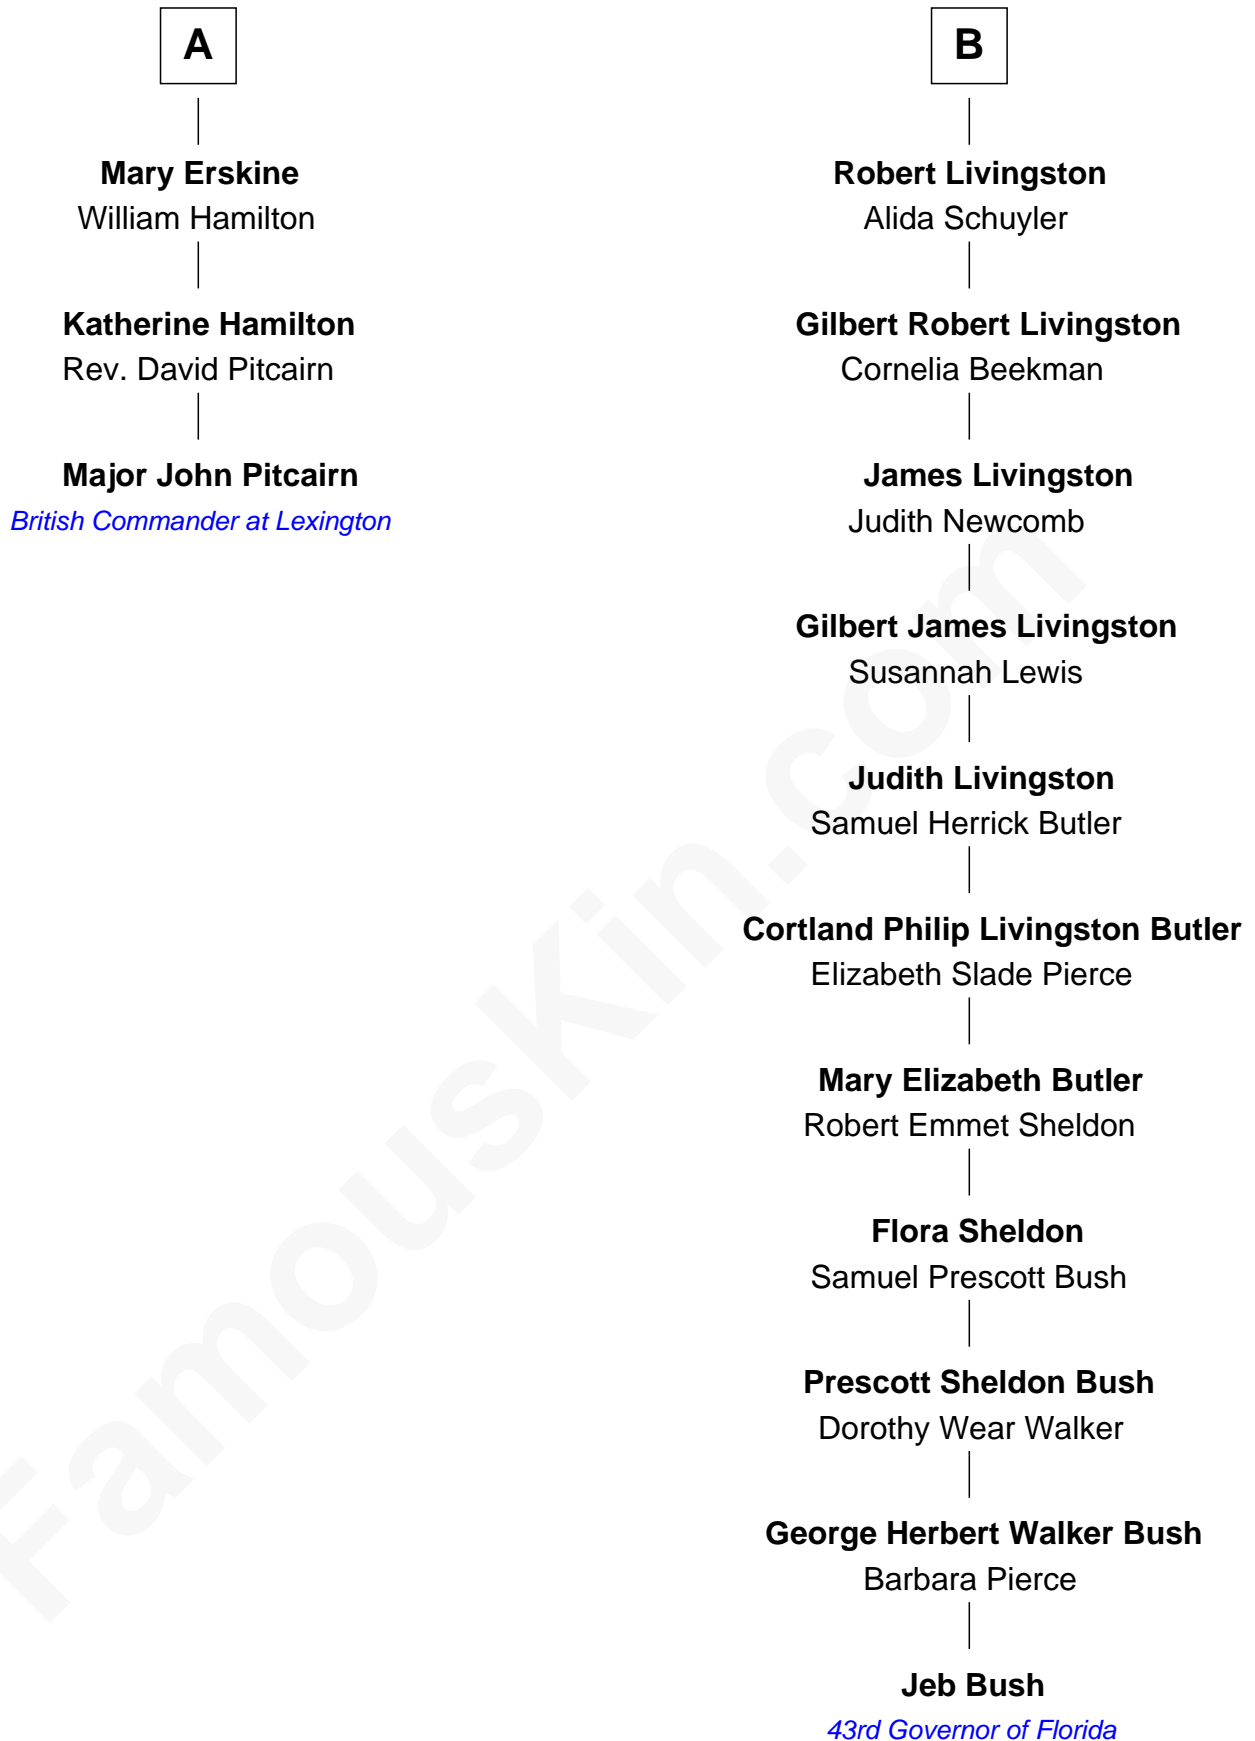 A
Mary Erskine
William Hamilton
Katherine Hamilton
Rev. David Pitcairn
Major John Pitcairn
British Commander at Lexington
B
Robert Livingston
Alida Schuyler
Gilbert Robert Livingston
Cornelia Beekman
James Livingston
Judith Newcomb
Gilbert James Livingston
Susannah Lewis
Judith Livingston
Samuel Herrick Butler
Cortland Philip Livingston Butler
Elizabeth Slade Pierce
Mary Elizabeth Butler
Robert Emmet Sheldon
Flora Sheldon
Samuel Prescott Bush
Prescott Sheldon Bush
Dorothy Wear Walker
George Herbert Walker Bush
Barbara Pierce
Jeb Bush
43rd Governor of Florida
FamousKin.com